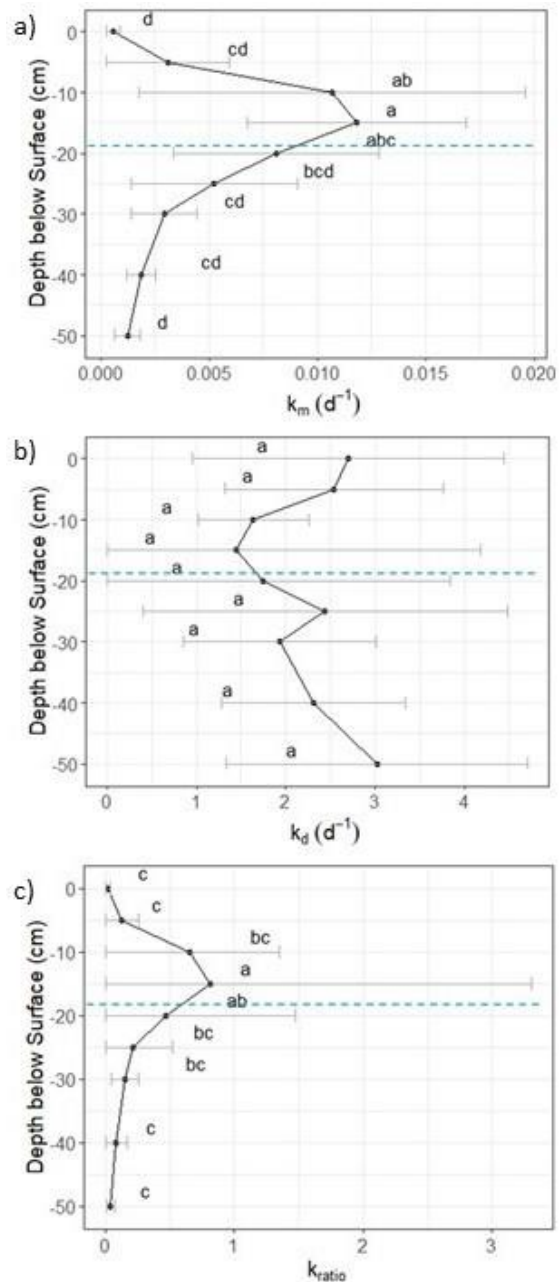 a)
d
0
cd
-10
ab
a
abc
-20
bcd
cd
-30
cd
-40
d
-50
Depth below Surface (cm)
0.000 0.005 0.010 0.015 0.020
k_m (d⁻¹)
b)
a
0
a
a
-10
a
a
-20
a
a
-30
a
-40
a
-50
Depth below Surface (cm)
0 1 2 3 4
k_d (d⁻¹)
c)
c
0
c
bc
-10
a
ab
-20
bc
bc
-30
c
-40
c
-50
Depth below Surface (cm)
0 1 2 3
k_ratio